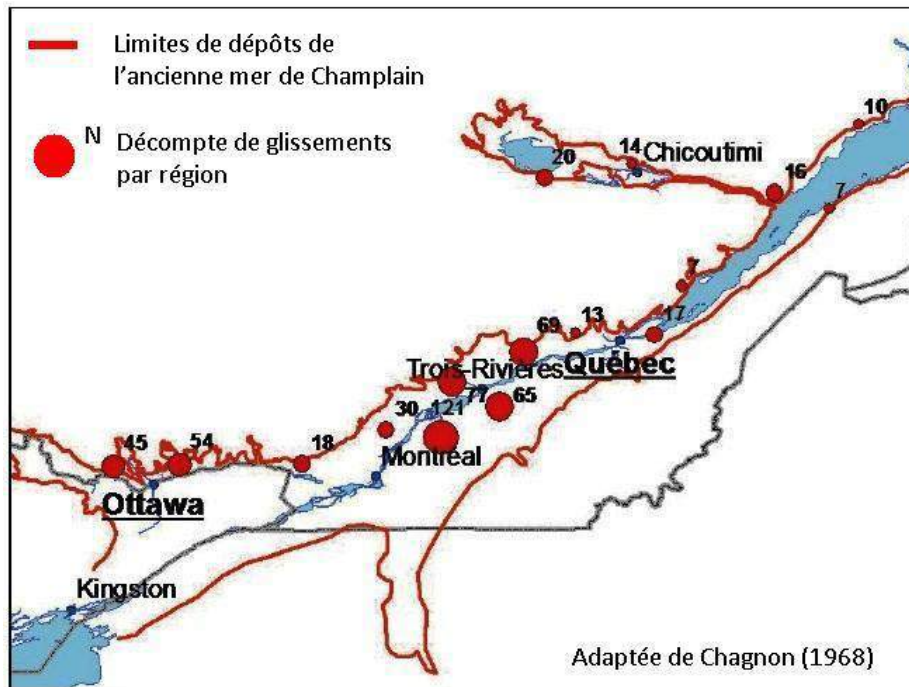 Limites de dépôts de
l'ancienne mer de Champlain
N
Décompte de glissements
par région
10
14
Chicoutimi
20
16
7
7
17
13
69
Québec
Trois-Rivières
77
65
30
121
Montréal
18
54
45
Ottawa
Kingston
Adaptée de Chagnon (1968)